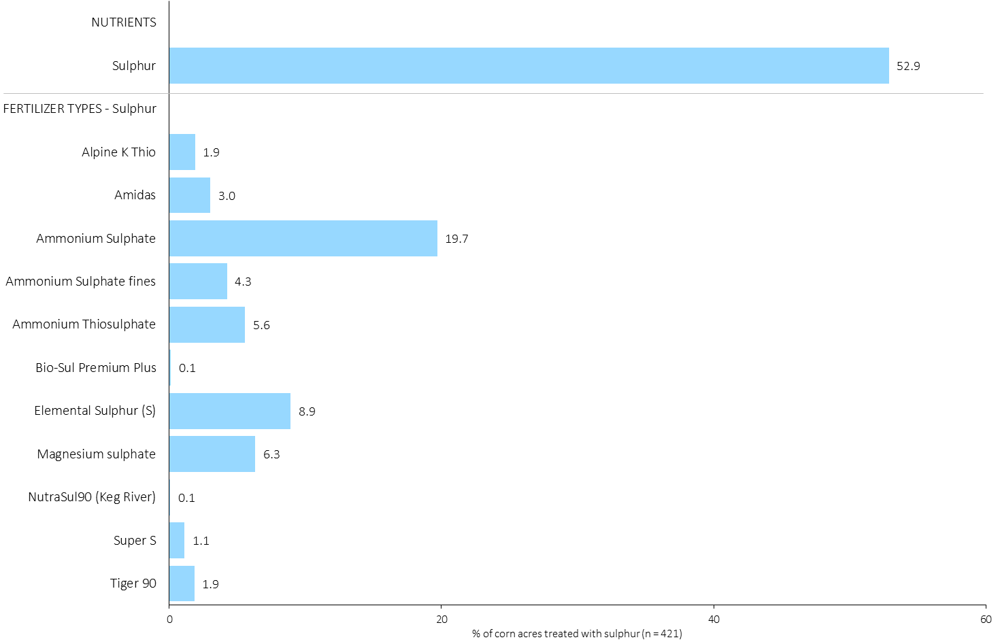 NUTRIENTS
Sulphur 52.9
FERTILIZER TYPES - Sulphur
Alpine K Thio 1.9
Amidas 3.0
Ammonium Sulphate 19.7
Ammonium Sulphate fines 4.3
Ammonium Thiosulphate 5.6
Bio-Sul Premium Plus 0.1
Elemental Sulphur (S) 8.9
Magnesium sulphate 6.3
NutraSul90 (Keg River) 0.1
Super S 1.1
Tiger 90 1.9
0 20 40 60
% of corn acres treated with sulphur (n = 421)